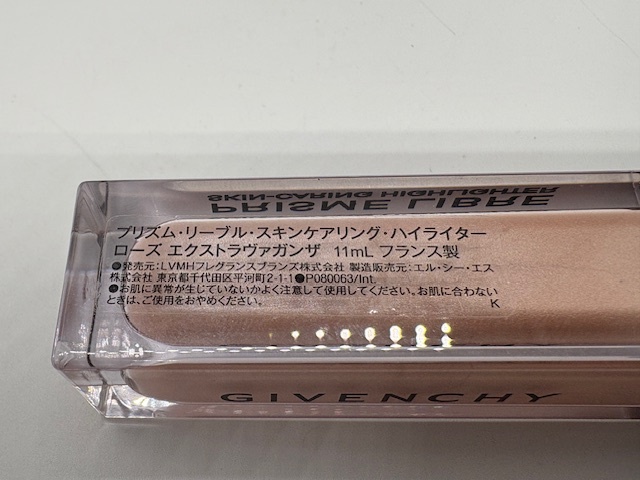 SKIN-CARING HIGHLIGHTER
PRISME LIBRE
プリズム・リーブル・スキンケアリング・ハイライター
ローズ エクストラヴァガンザ 11mL フランス製
●発売元:LVMHフレグランスブランズ株式会社 製造販売元:エル・シー・エス
株式会社 東京都千代田区平河町2-1-1●P080063/Int.
●お肌に異常が生じていないかよく注意して使用してください。お肌に合わない
ときは、ご使用をおやめください。 K
GIVENCHY